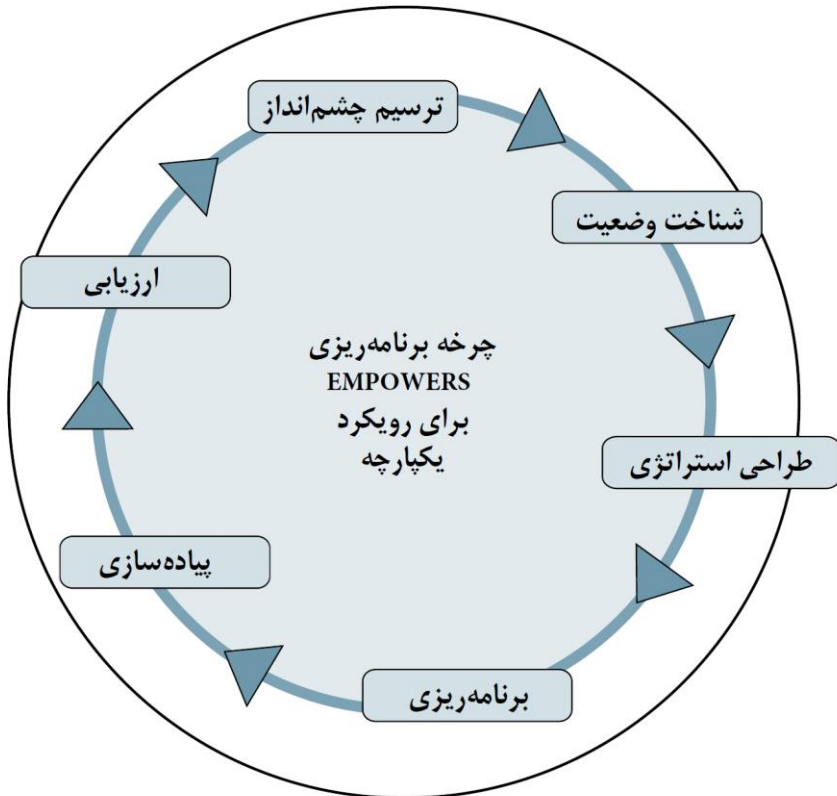 ترسیم چشم‌انداز
شناخت وضعیت
طراحی استراتژی
برنامه‌ریزی
پیاده‌سازی
ارزیابی
چرخه برنامه‌ریزی
EMPOWERS
برای رویکرد
یکپارچه